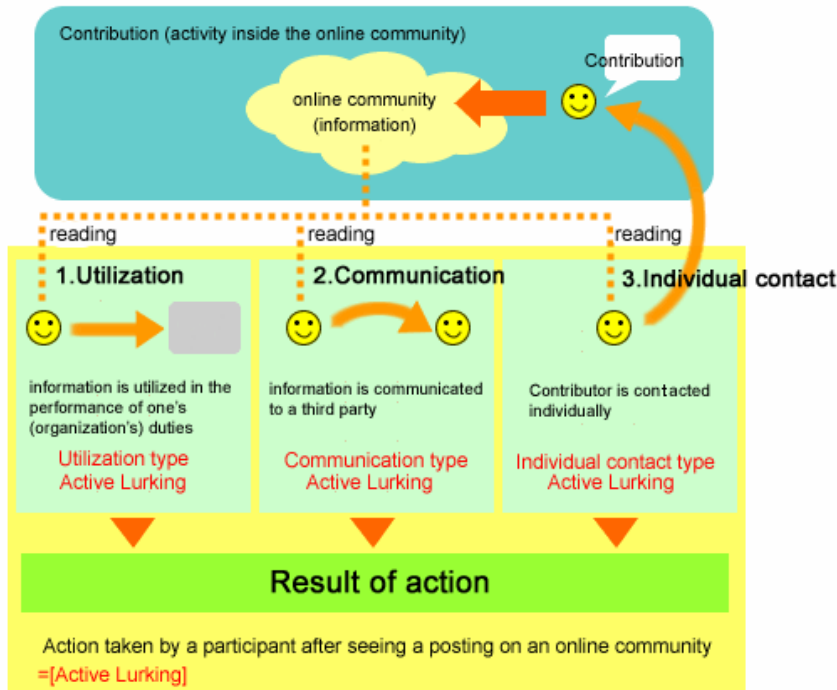 Contribution (activity inside the online community)
Contribution
online community
(information)
reading
reading
reading
1.Utilization
2.Communication
3.Individual contact
information is utilized in the
performance of one's
(organization's) duties
information is communicated
to a third party
Contributor is contacted
individually
Utilization type
Active Lurking
Communication type
Active Lurking
Individual contact type
Active Lurking
Result of action
Action taken by a participant after seeing a posting on an online community
=[Active Lurking]